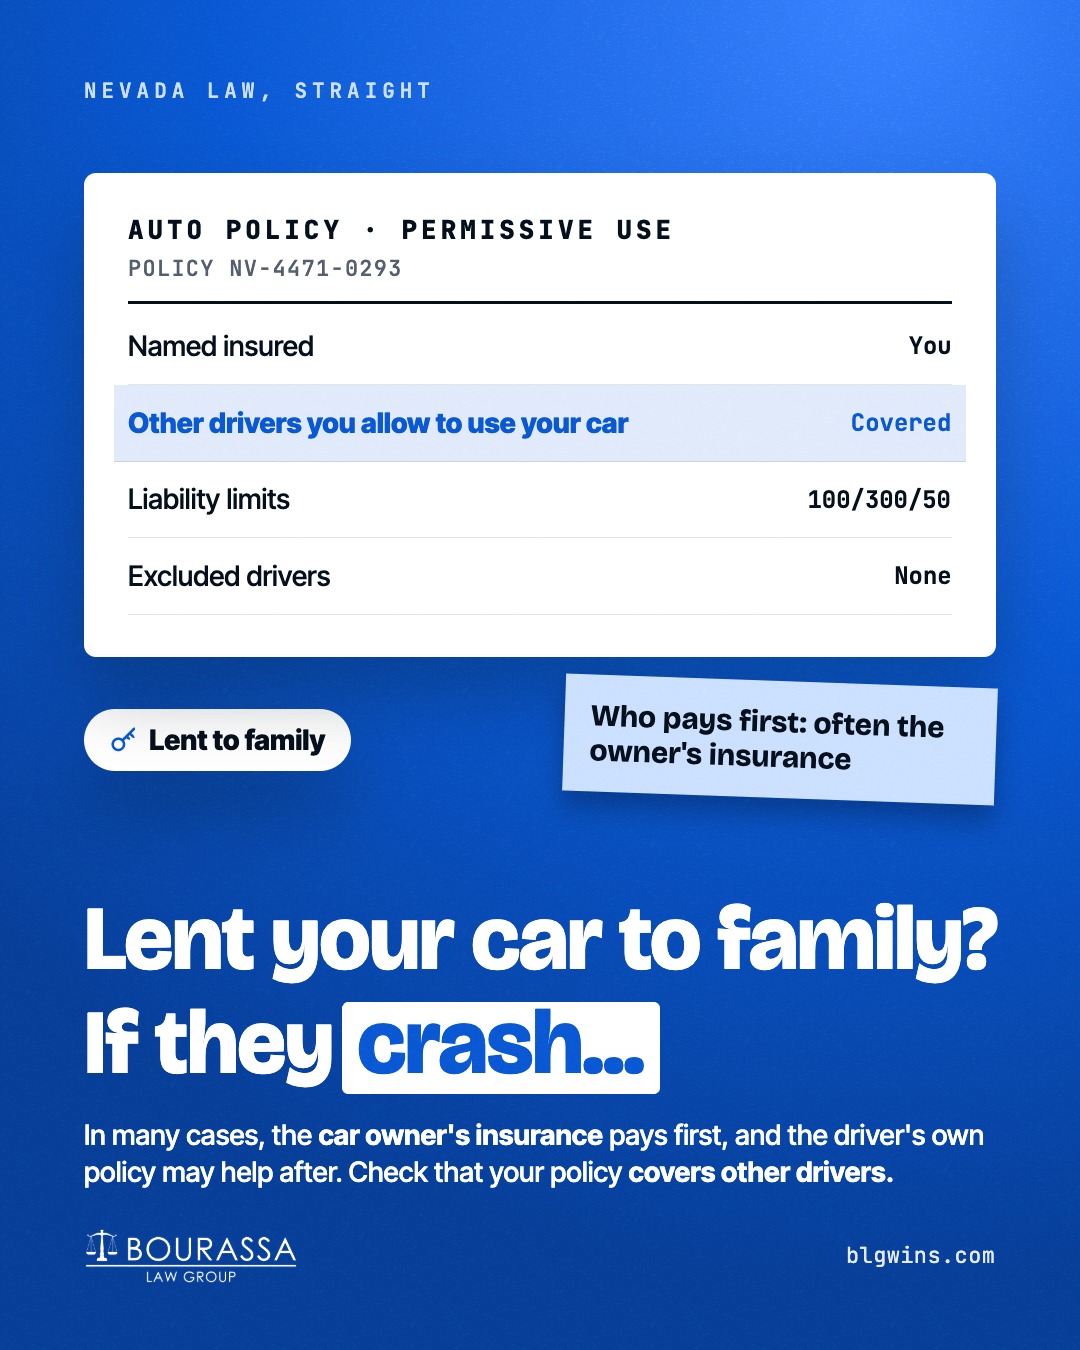 NEVADA LAW, STRAIGHT
AUTO POLICY · PERMISSIVE USE
POLICY NV-4471-0293
Named insured You
Other drivers you allow to use your car Covered
Liability limits 100/300/50
Excluded drivers None
Lent to family
Who pays first: often the
owner's insurance
Lent your car to family?
If they crash...
In many cases, the car owner's insurance pays first, and the driver's own
policy may help after. Check that your policy covers other drivers.
BOURASSA
LAW GROUP
blgwins.com